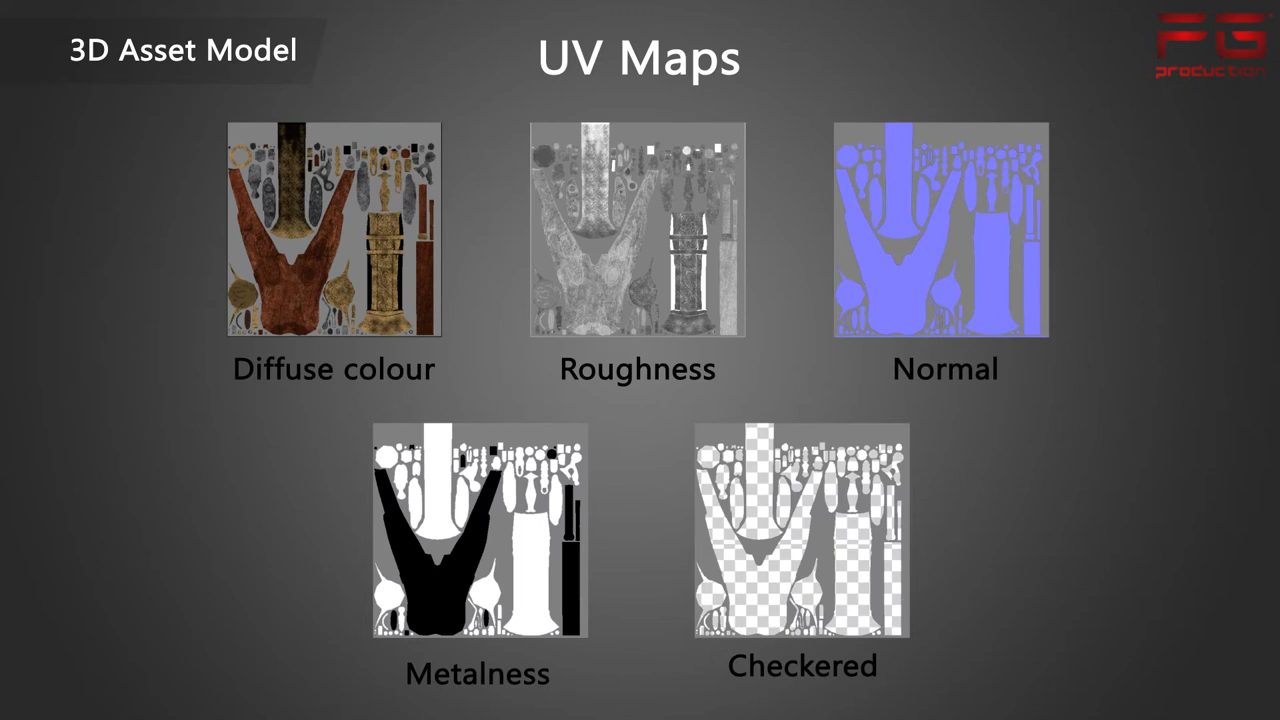 3D Asset Model
UV Maps
FG
production
Diffuse colour
Roughness
Normal
Metalness
Checkered